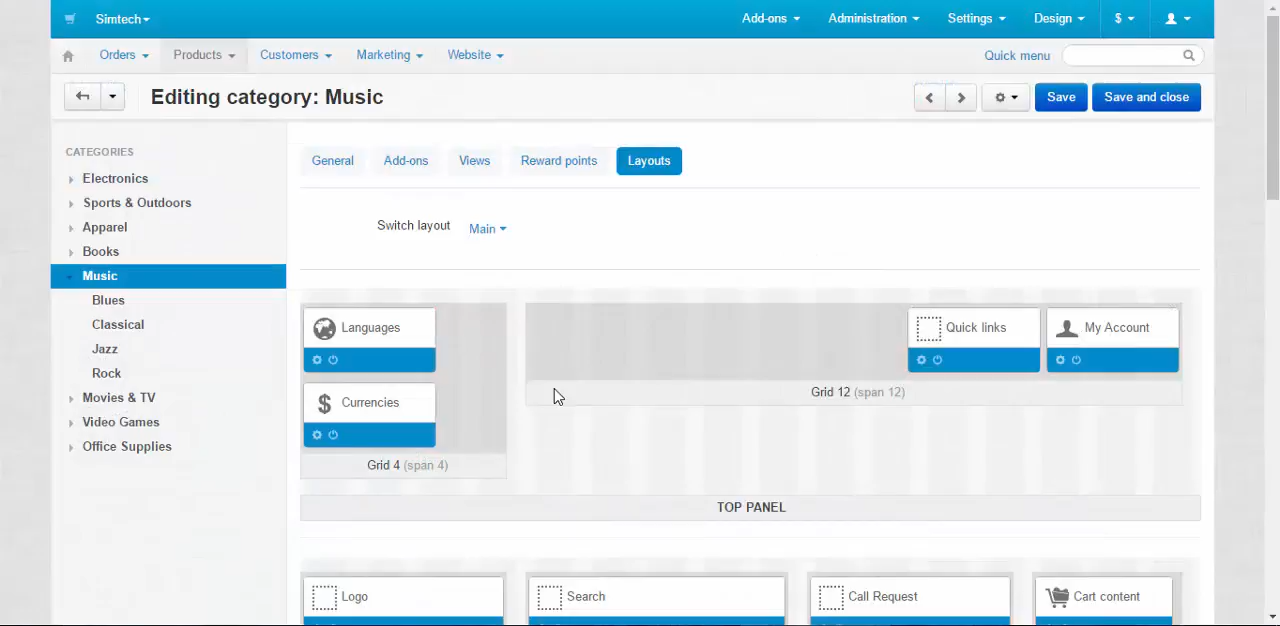 Simtech
Add-ons
Administration
Settings
Design
$
Orders
Products
Customers
Marketing
Website
Quick menu
Editing category: Music
Save
Save and close
CATEGORIES
Electronics
Sports & Outdoors
Apparel
Books
Music
Blues
Classical
Jazz
Rock
Movies & TV
Video Games
Office Supplies
General
Add-ons
Views
Reward points
Layouts
Switch layout
Main
Languages
Quick links
My Account
$ Currencies
Grid 12 (span 12)
Grid 4 (span 4)
TOP PANEL
Logo
Search
Call Request
Cart content